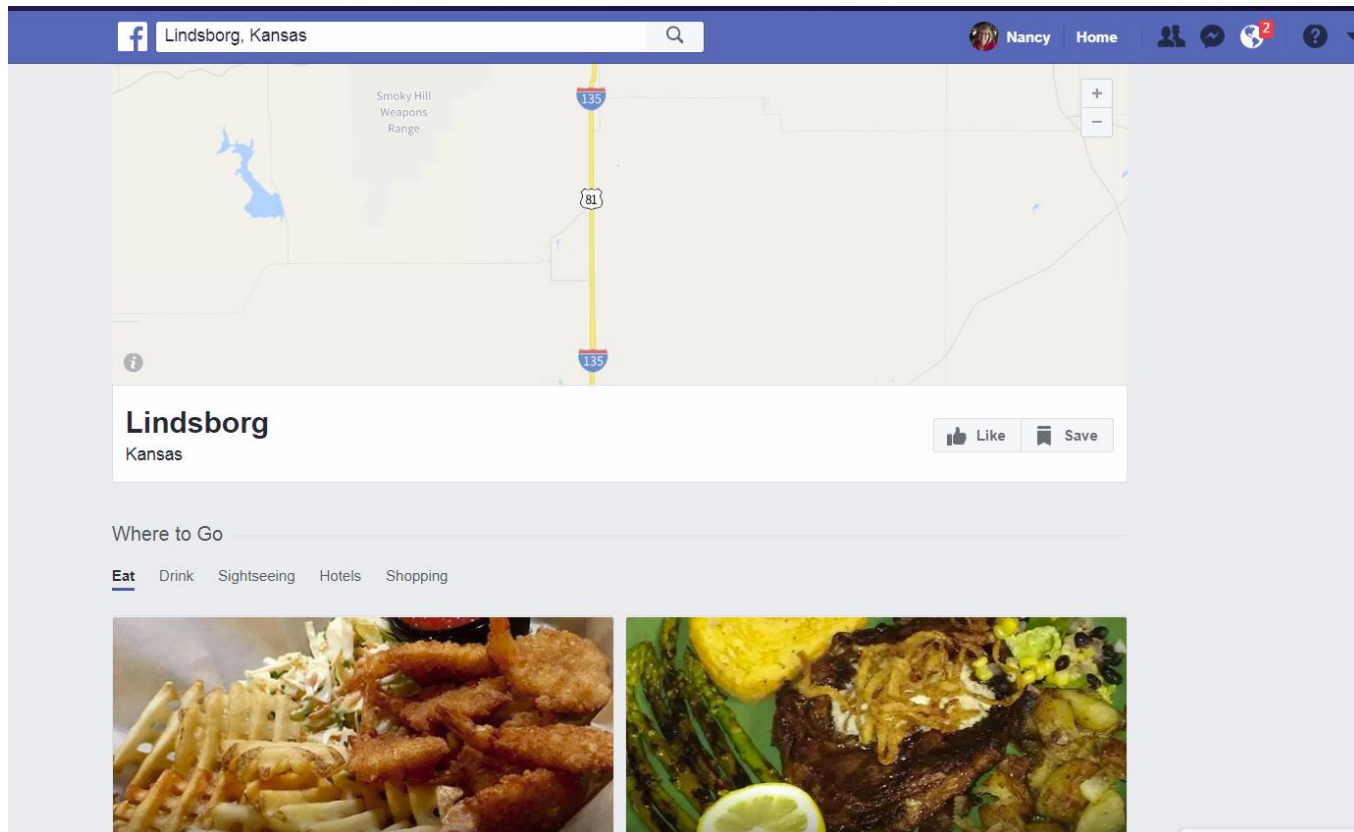 f Lindsborg, Kansas Nancy Home 2 ?
Smoky Hill
Weapons
Range
135
+
−
81
i
135
Lindsborg
Kansas
Like Save
Where to Go
Eat Drink Sightseeing Hotels Shopping